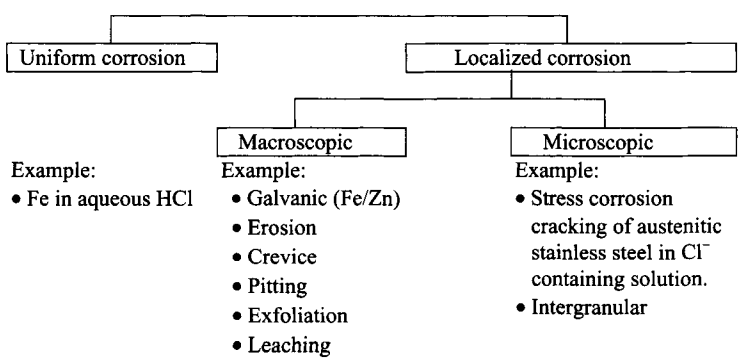 Uniform corrosion
Localized corrosion
Macroscopic
Microscopic
Example:
• Fe in aqueous HCl
Example:
• Galvanic (Fe/Zn)
• Erosion
• Crevice
• Pitting
• Exfoliation
• Leaching
Example:
• Stress corrosion
cracking of austenitic
stainless steel in Cl⁻
containing solution.
• Intergranular